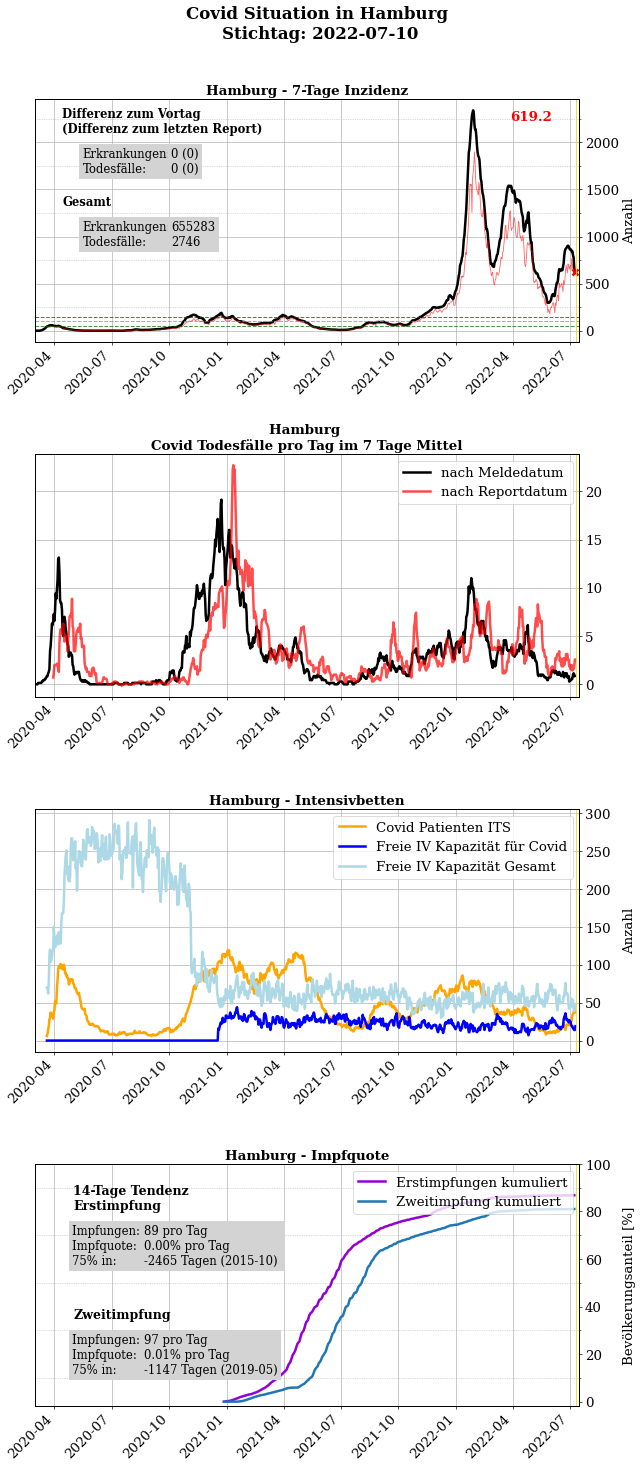 Covid Situation in Hamburg
Stichtag: 2022-07-10
Hamburg - 7-Tage Inzidenz
Differenz zum Vortag
(Differenz zum letzten Report)
Erkrankungen 0 (0)
Todesfälle: 0 (0)
Gesamt
Erkrankungen 655283
Todesfälle: 2746
619.2
2000
1500
1000
500
0
Anzahl
2020-04 2020-07 2020-10 2021-01 2021-04 2021-07 2021-10 2022-01 2022-04 2022-07
Hamburg
Covid Todesfälle pro Tag im 7 Tage Mittel
nach Meldedatum
nach Reportdatum
20
15
10
5
0
2020-04 2020-07 2020-10 2021-01 2021-04 2021-07 2021-10 2022-01 2022-04 2022-07
Hamburg - Intensivbetten
Covid Patienten ITS
Freie IV Kapazität für Covid
Freie IV Kapazität Gesamt
300
250
200
150
100
50
0
Anzahl
2020-04 2020-07 2020-10 2021-01 2021-04 2021-07 2021-10 2022-01 2022-04 2022-07
Hamburg - Impfquote
14-Tage Tendenz
Erstimpfung
Impfungen: 89 pro Tag
Impfquote: 0.00% pro Tag
75% in: -2465 Tagen (2015-10)
Zweitimpfung
Impfungen: 97 pro Tag
Impfquote: 0.01% pro Tag
75% in: -1147 Tagen (2019-05)
Erstimpfungen kumuliert
Zweitimpfung kumuliert
100
80
60
40
20
0
Bevölkerungsanteil [%]
2020-04 2020-07 2020-10 2021-01 2021-04 2021-07 2021-10 2022-01 2022-04 2022-07